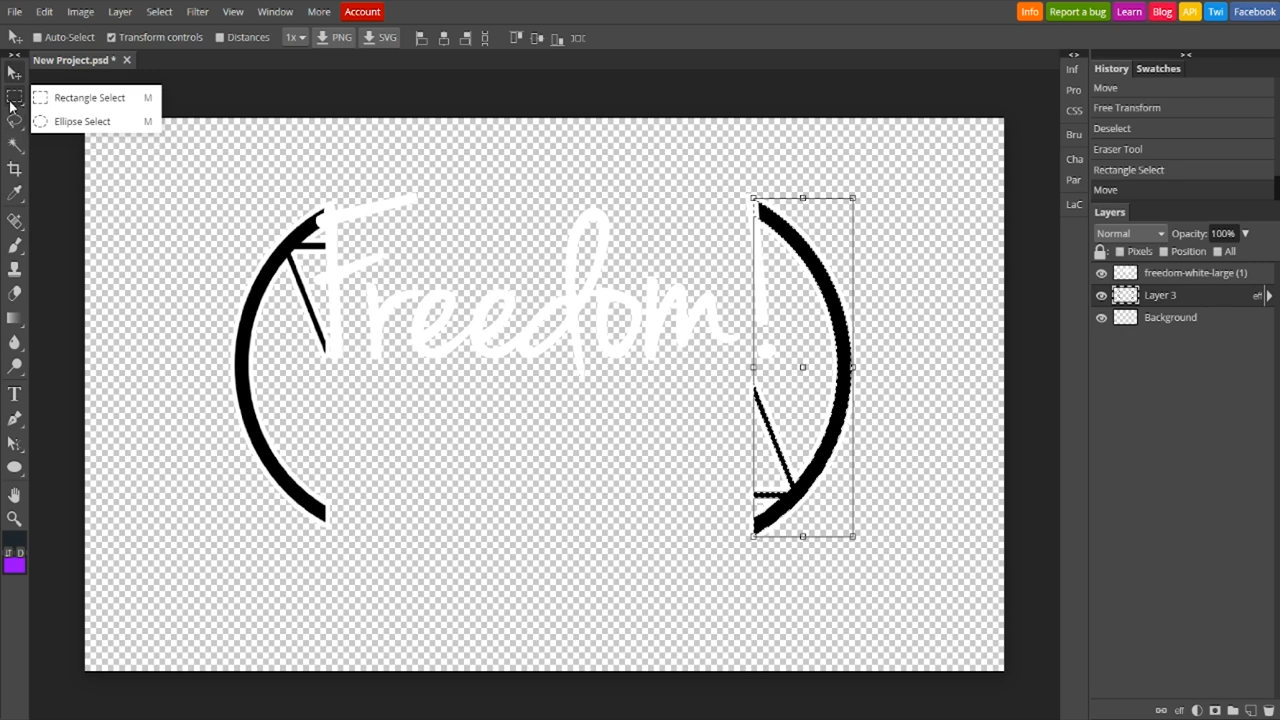 File Edit Image Layer Select Filter View Window More Account Info Report a bug Learn Blog API Twi Facebook
Auto-Select Transform controls Distances 1x PNG SVG
New Project.psd * ×
Rectangle Select M
Ellipse Select M
Freedom!
T
D
Inf
Pro
CSS
Bru
Cha
Par
LaC
History Swatches
Move
Free Transform
Deselect
Eraser Tool
Rectangle Select
Move
Layers
Normal Opacity: 100%
Pixels Position All
freedom-white-large (1)
Layer 3 eff
Background
eff